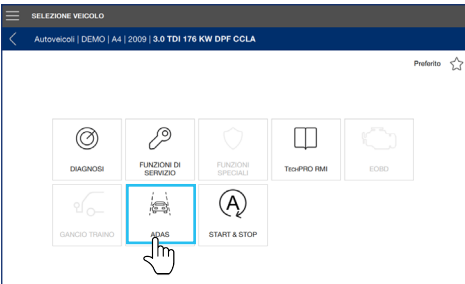 SELEZIONE VEICOLO
Autoveicoli | DEMO | A4 | 2009 | 3.0 TDI 176 KW DPF CCLA
Preferito
DIAGNOSI
FUNZIONI DI
SERVIZIO
FUNZIONI
SPECIALI
TECHPRO RMI
EOBD
GANCIO TRAINO
ADAS
A
START & STOP